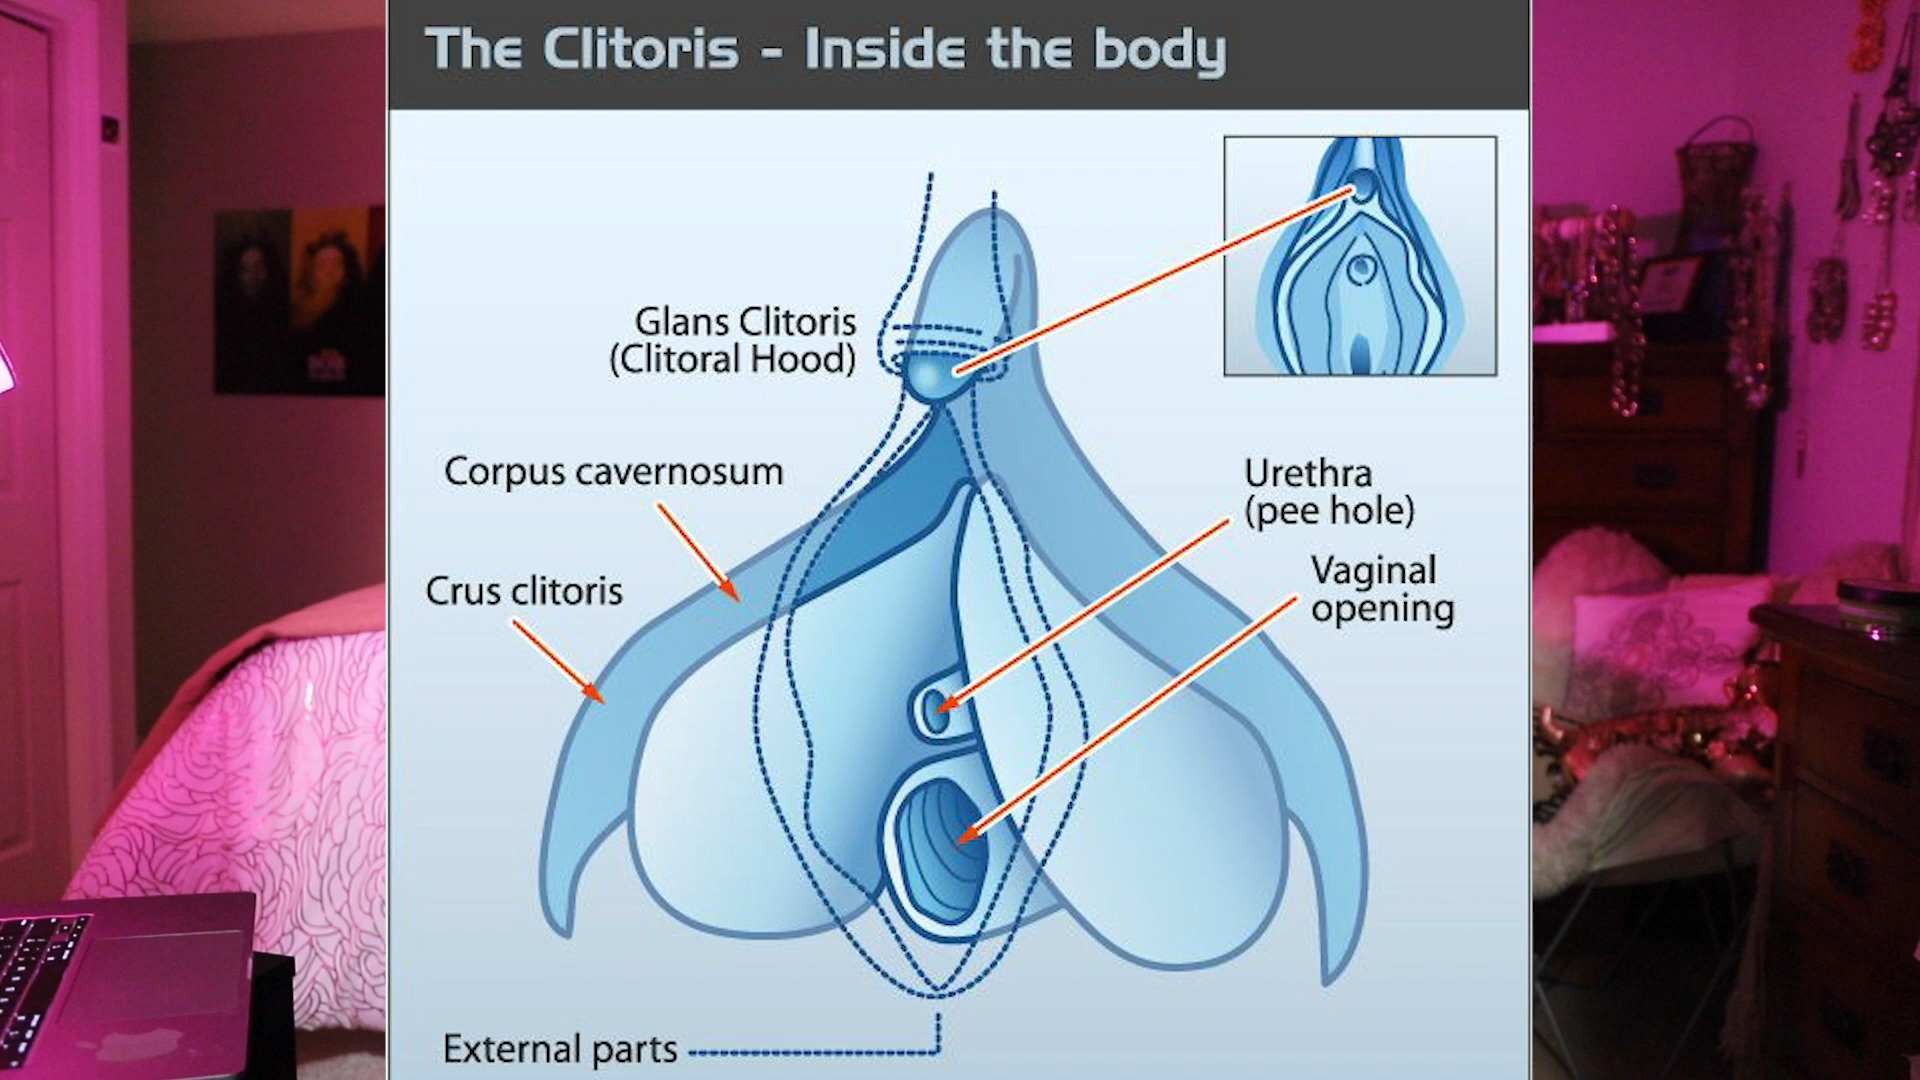 The Clitoris - Inside the body
Glans Clitoris
(Clitoral Hood)
Corpus cavernosum
Urethra
(pee hole)
Vaginal
opening
Crus clitoris
External parts